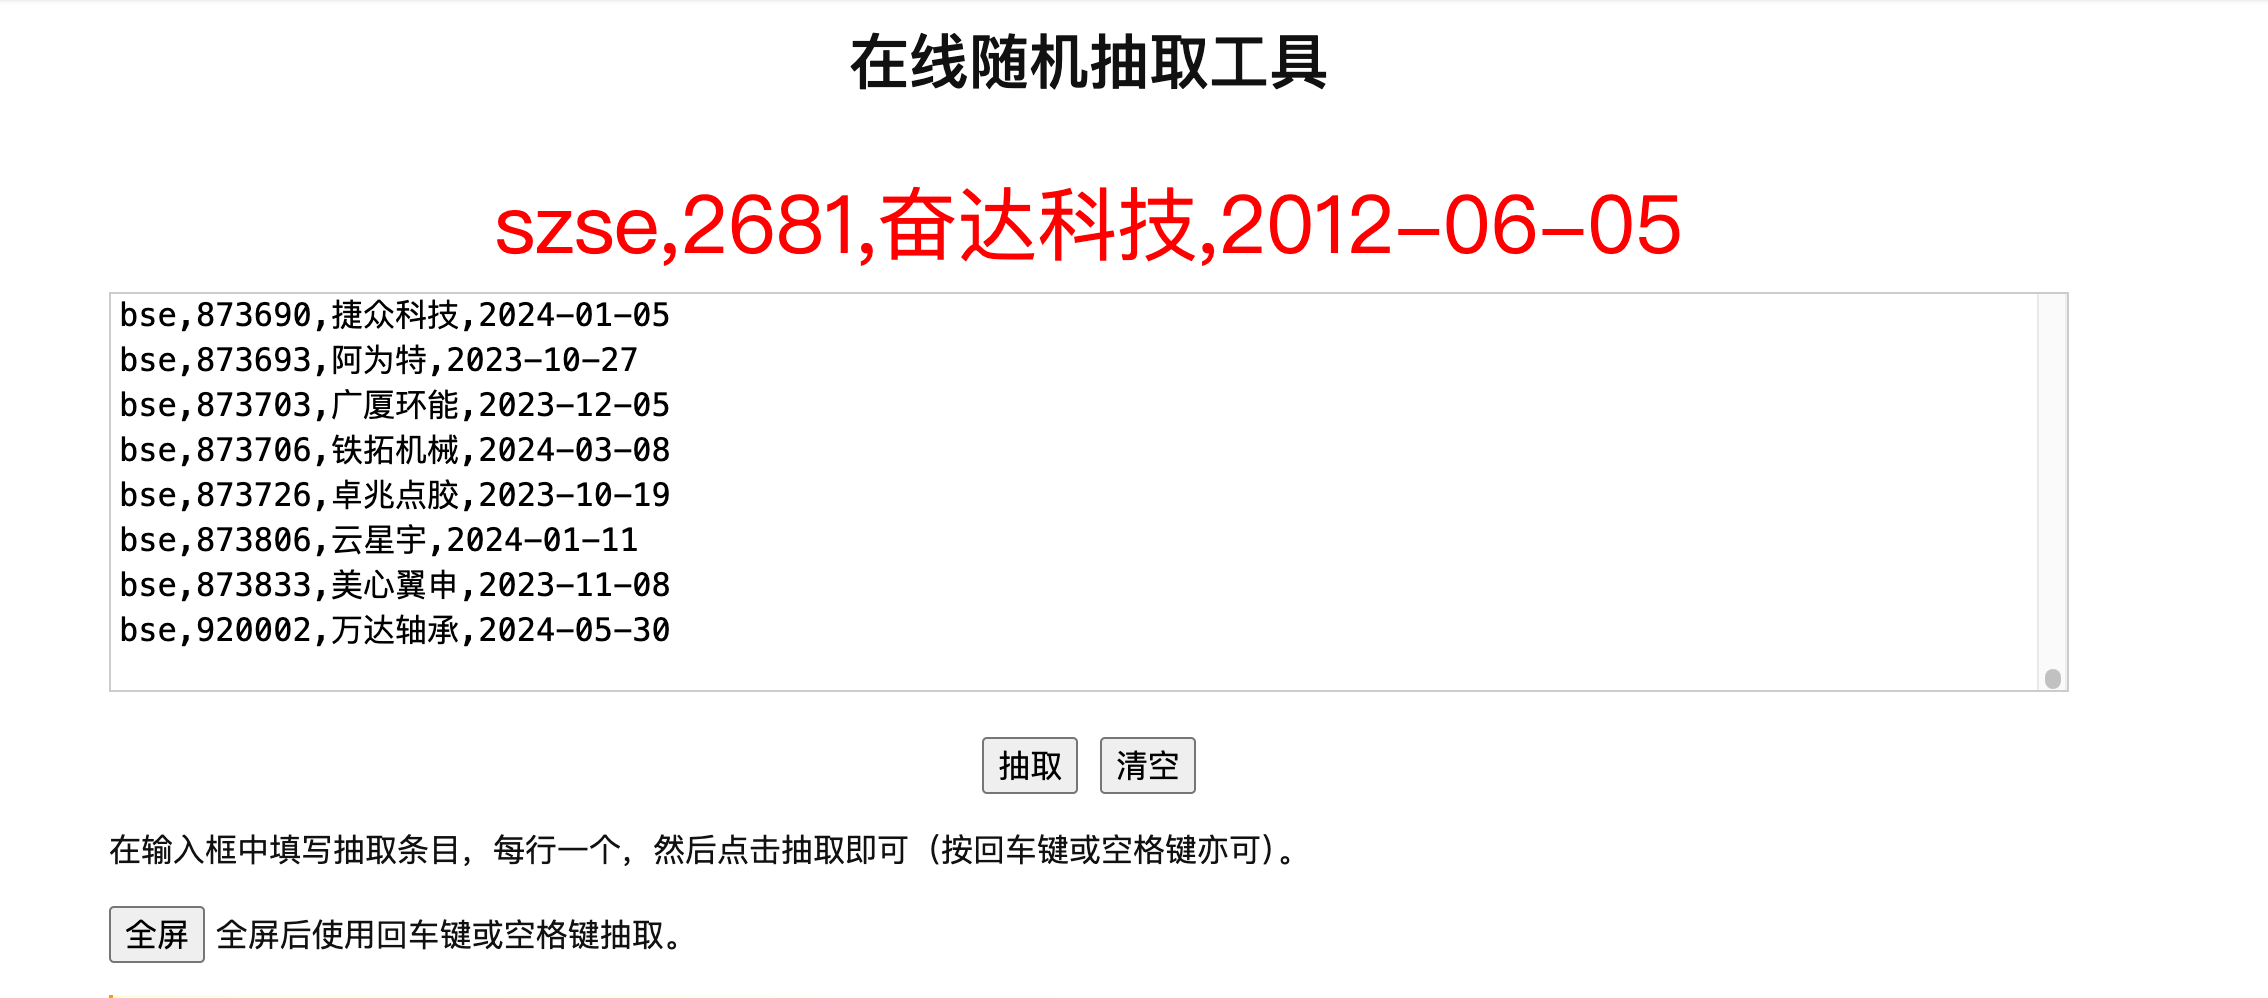 在线随机抽取工具
szse,2681,奋达科技,2012-06-05
bse,873690,捷众科技,2024-01-05
bse,873693,阿为特,2023-10-27
bse,873703,广厦环能,2023-12-05
bse,873706,铁拓机械,2024-03-08
bse,873726,卓兆点胶,2023-10-19
bse,873806,云星宇,2024-01-11
bse,873833,美心翼申,2023-11-08
bse,920002,万达轴承,2024-05-30
抽取 清空
在输入框中填写抽取条目，每行一个，然后点击抽取即可（按回车键或空格键亦可）。
全屏 全屏后使用回车键或空格键抽取。